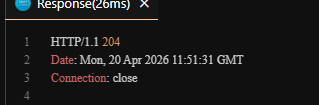 Response(26ms) ×
1 HTTP/1.1 204
2 Date: Mon, 20 Apr 2026 11:51:31 GMT
3 Connection: close
4